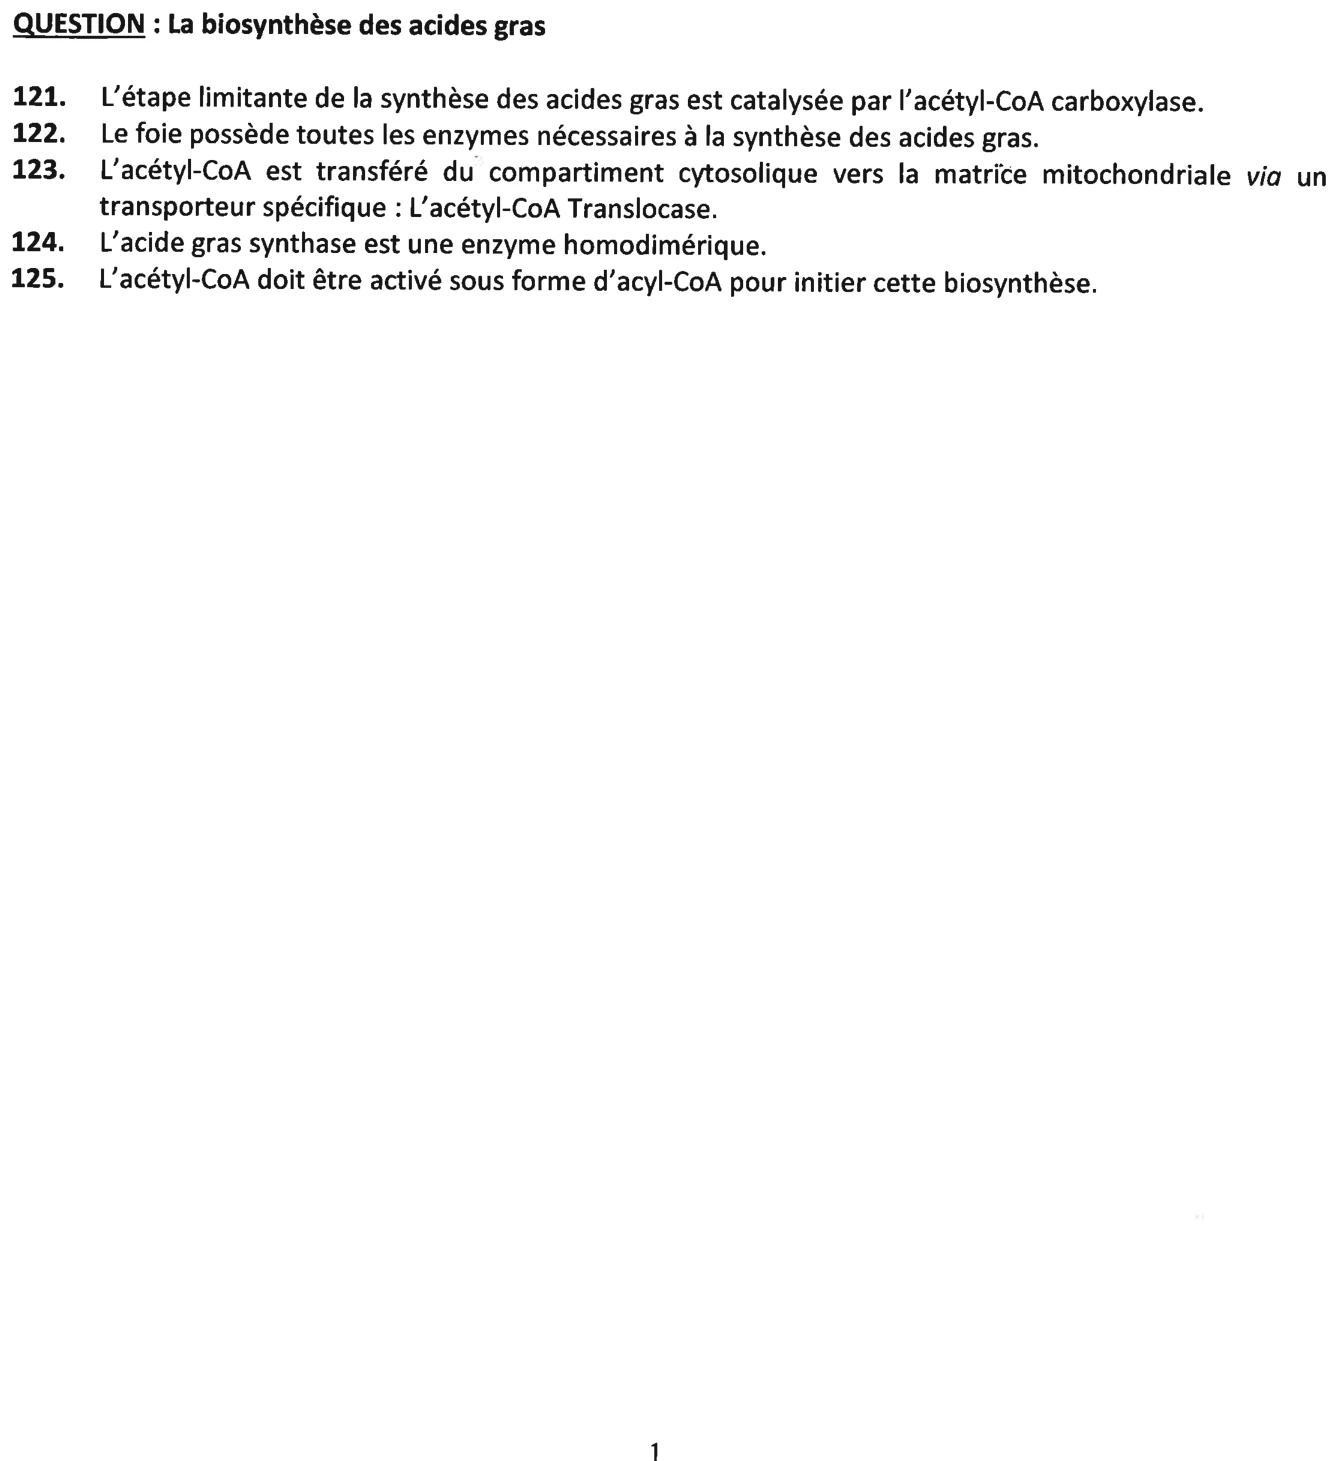 QUESTION : La biosynthèse des acides gras
121. L'étape limitante de la synthèse des acides gras est catalysée par l'acétyl-CoA carboxylase.
122. Le foie possède toutes les enzymes nécessaires à la synthèse des acides gras.
123. L'acétyl-CoA est transféré du compartiment cytosolique vers la matrice mitochondriale via un
transporteur spécifique : L'acétyl-CoA Translocase.
124. L'acide gras synthase est une enzyme homodimérique.
125. L'acétyl-CoA doit être activé sous forme d'acyl-CoA pour initier cette biosynthèse.
1